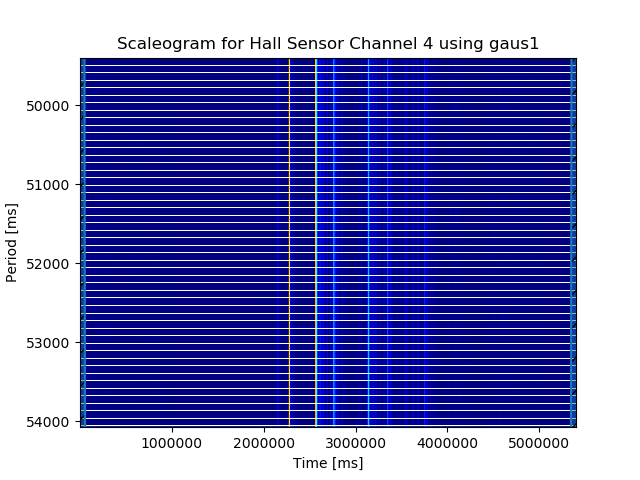 Scaleogram for Hall Sensor Channel 4 using gaus1
Period [ms]
50000
51000
52000
53000
54000
1000000 2000000 3000000 4000000 5000000
Time [ms]